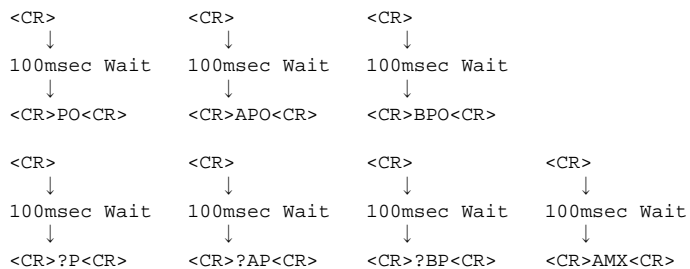 <CR> <CR> <CR>
↓ ↓ ↓
100msec Wait 100msec Wait 100msec Wait
↓ ↓ ↓
<CR>PO<CR> <CR>APO<CR> <CR>BPO<CR>
<CR> <CR> <CR> <CR>
↓ ↓ ↓ ↓
100msec Wait 100msec Wait 100msec Wait 100msec Wait
↓ ↓ ↓ ↓
<CR>?P<CR> <CR>?AP<CR> <CR>?BP<CR> <CR>AMX<CR>